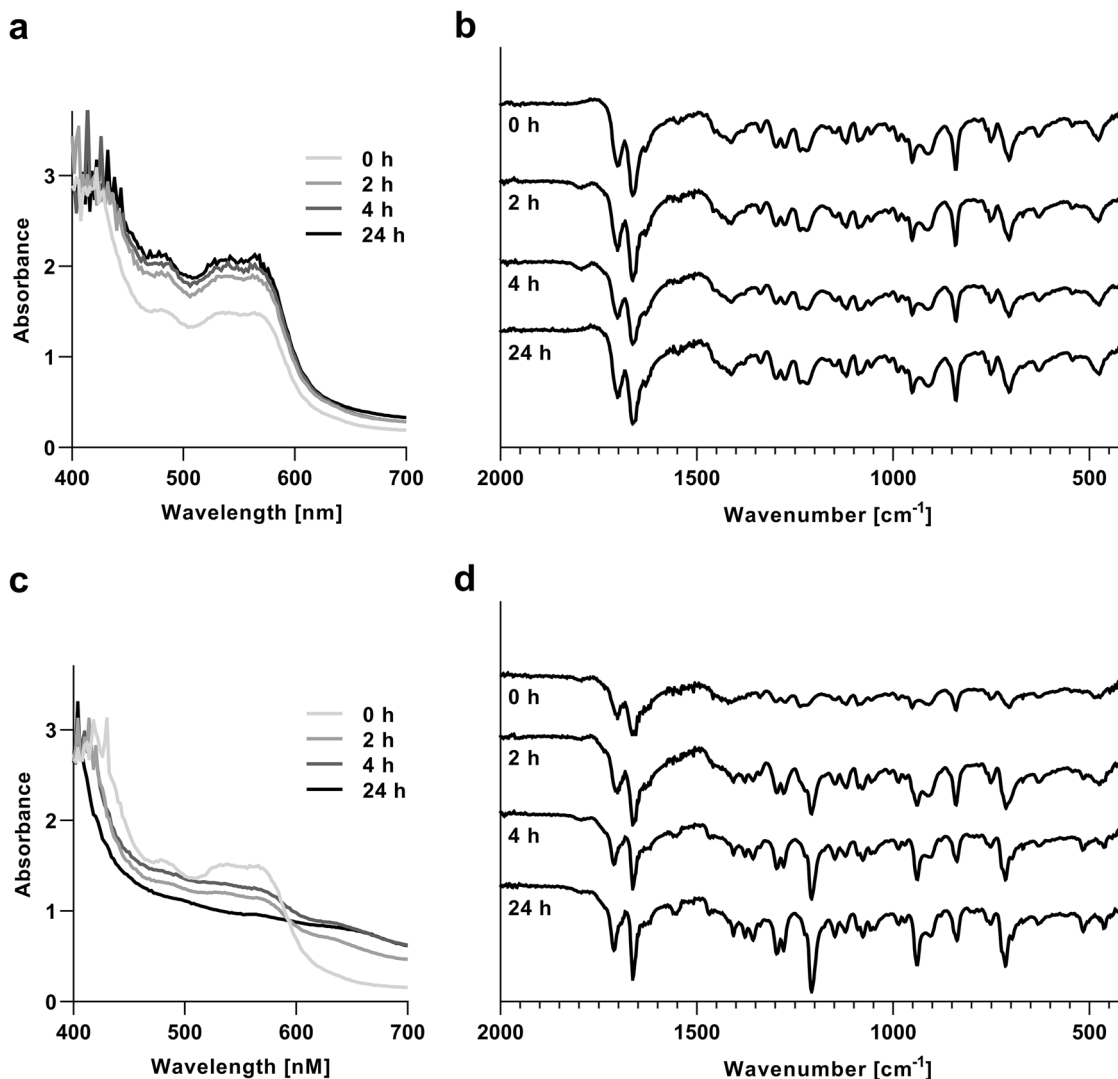 a
b
Absorbance
3
2
1
0
400
500
600
700
Wavelength [nm]
0 h
2 h
4 h
24 h
0 h
2 h
4 h
24 h
2000
1500
1000
500
Wavenumber [cm-1]
c
d
Absorbance
3
2
1
0
400
500
600
700
Wavelength [nM]
0 h
2 h
4 h
24 h
0 h
2 h
4 h
24 h
2000
1500
1000
500
Wavenumber [cm-1]